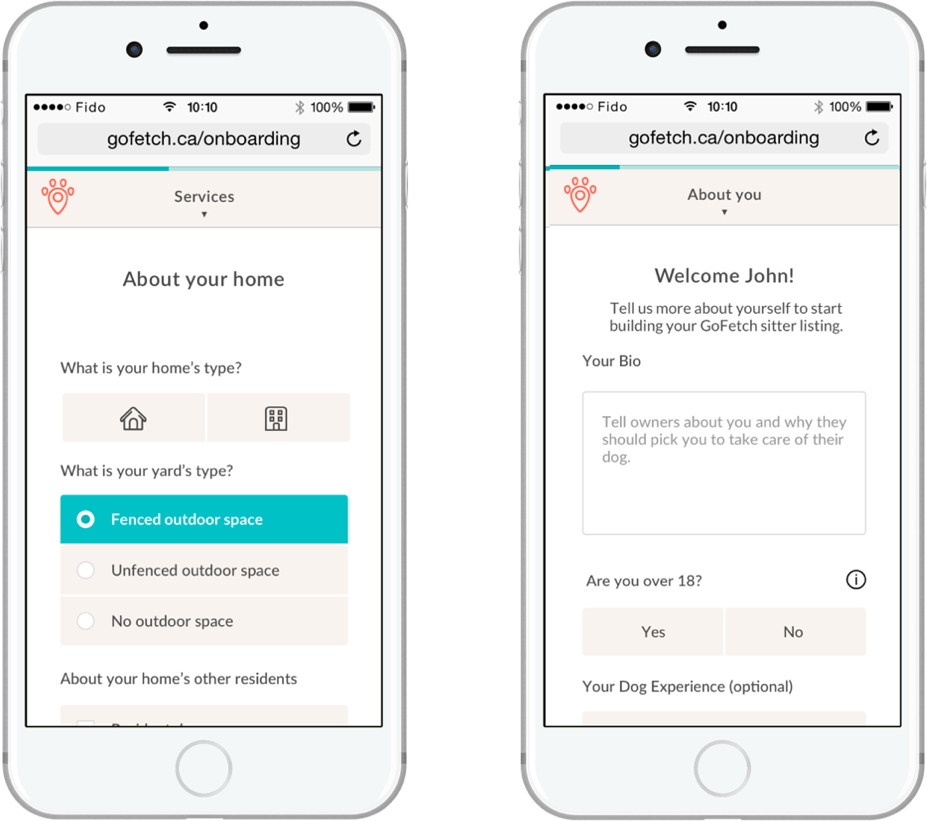 Fido 10:10 100%
gofetch.ca/onboarding
Services
About your home
What is your home's type?
What is your yard's type?
Fenced outdoor space
Unfenced outdoor space
No outdoor space
About your home's other residents
Fido 10:10 100%
gofetch.ca/onboarding
About you
Welcome John!
Tell us more about yourself to start
building your GoFetch sitter listing.
Your Bio
Tell owners about you and why they
should pick you to take care of their
dog.
Are you over 18?
Yes No
Your Dog Experience (optional)